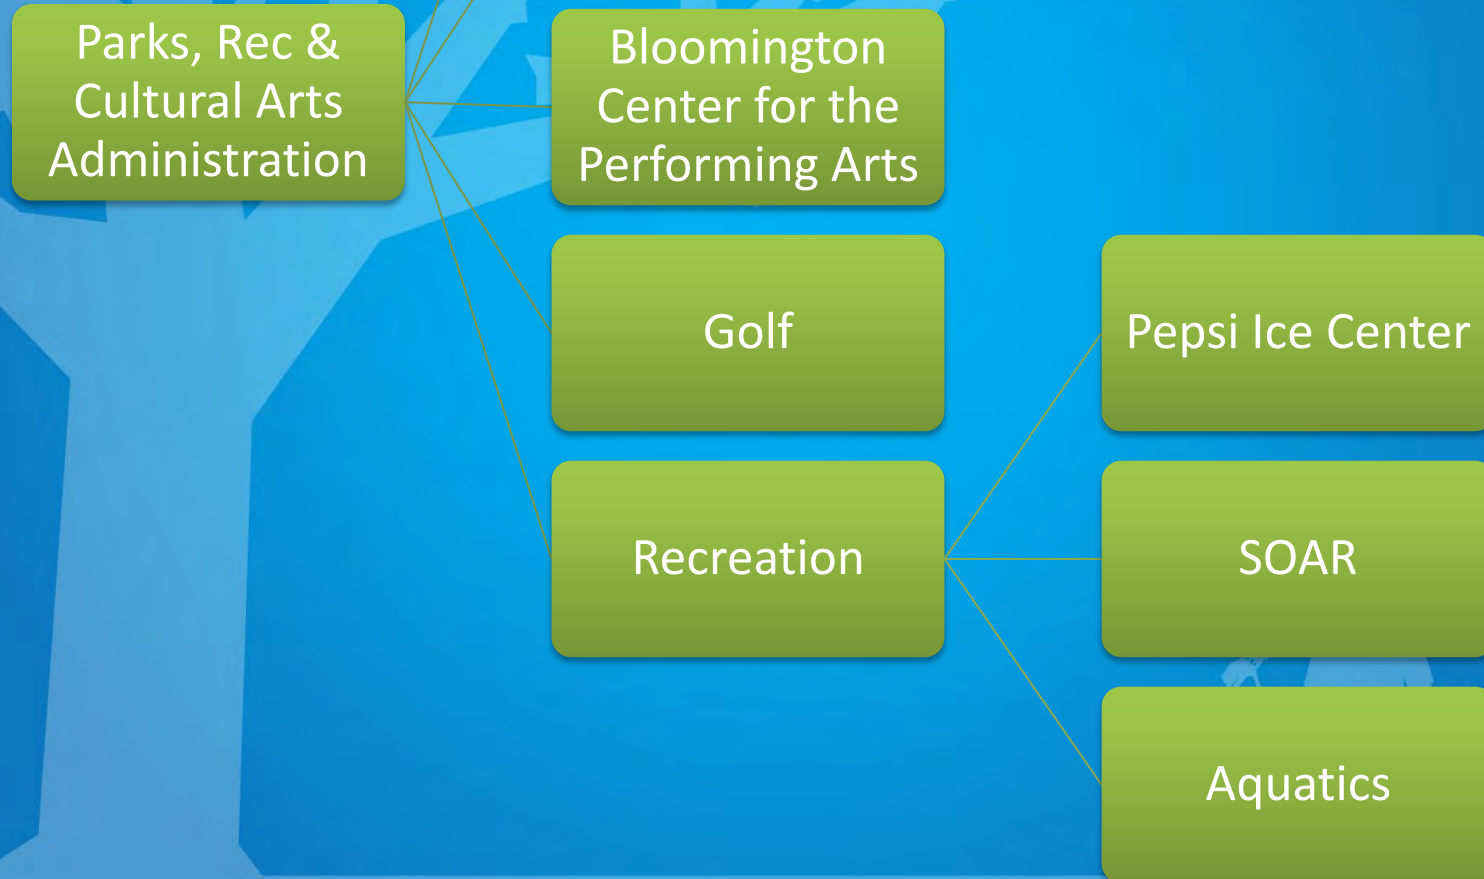 Parks, Rec &
Cultural Arts
Administration
Bloomington
Center for the
Performing Arts
Golf
Pepsi Ice Center
Recreation
SOAR
Aquatics